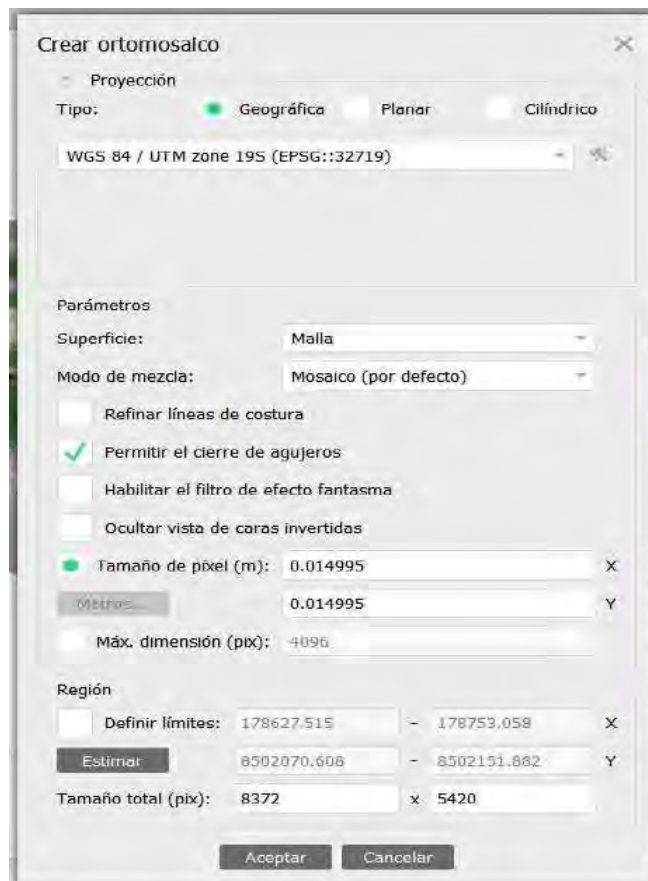 Crear ortomosaico
Proyección
Tipo: Geográfica Planar Cilíndrico
WGS 84 / UTM zone 19S (EPSG::32719)
Parámetros
Superficie: Malla
Modo de mezcla: Mosaico (por defecto)
Refinar líneas de costura
Permitir el cierre de agujeros
Habilitar el filtro de efecto fantasma
Ocultar vista de caras invertidas
Tamaño de píxel (m): 0.014995 X
Metros... 0.014995 Y
Máx. dimensión (pix): 4096
Región
Definir límites: 178627.515 - 178753.058 X
Estimar 8502070.608 - 8502151.882 Y
Tamaño total (pix): 8372 x 5420
Aceptar Cancelar